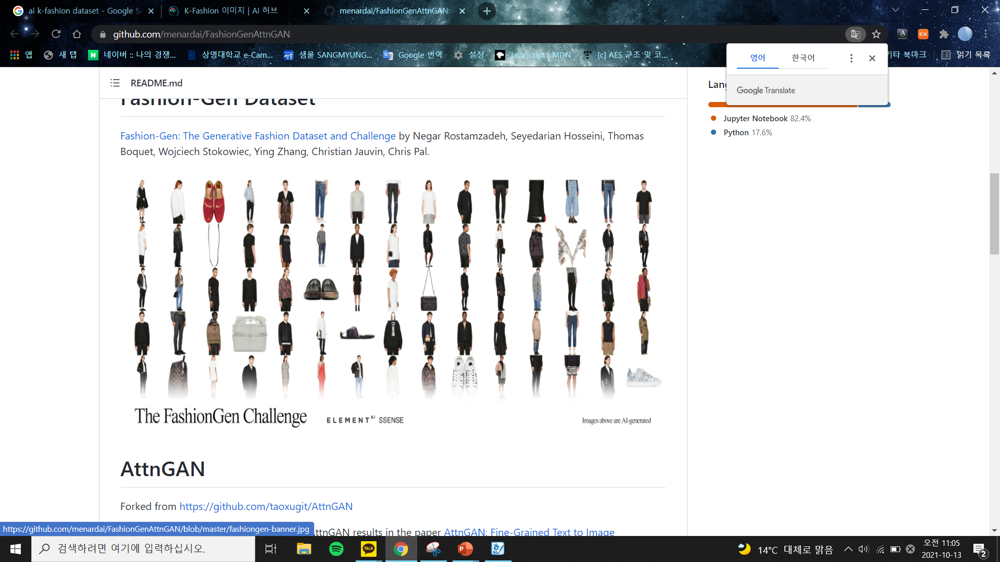 ai k-fashion dataset - Google Se
K-Fashion 이미지 | AI 허브
menardai/FashionGenAttnGAN:
github.com/menardai/FashionGenAttnGAN
앱
새 탭
네이버 :: 나의 경쟁...
상명대학교 e-Cam...
샘물 SANGMYUNG...
Google 번역
설정
JavaScript | MDN
[c] AES 구조 및 코...
기타 북마크
읽기 목록
영어
한국어
Google Translate
README.md
Fashion-Gen Dataset
Fashion-Gen: The Generative Fashion Dataset and Challenge by Negar Rostamzadeh, Seyedarian Hosseini, Thomas
Boquet, Wojciech Stokowiec, Ying Zhang, Christian Jauvin, Chris Pal.
Lang
Jupyter Notebook 82.4%
Python 17.6%
The FashionGen Challenge
ELEMENT AI SSENSE
Images above are AI-generated
AttnGAN
Forked from https://github.com/taoxugit/AttnGAN
ttnGAN results in the paper AttnGAN: Fine-Grained Text to Image
https://github.com/menardai/FashionGenAttnGAN/blob/master/fashiongen-banner.jpg
검색하려면 여기에 입력하십시오.
TALK
14°C 대체로 맑음
오전 11:05
2021-10-13
2